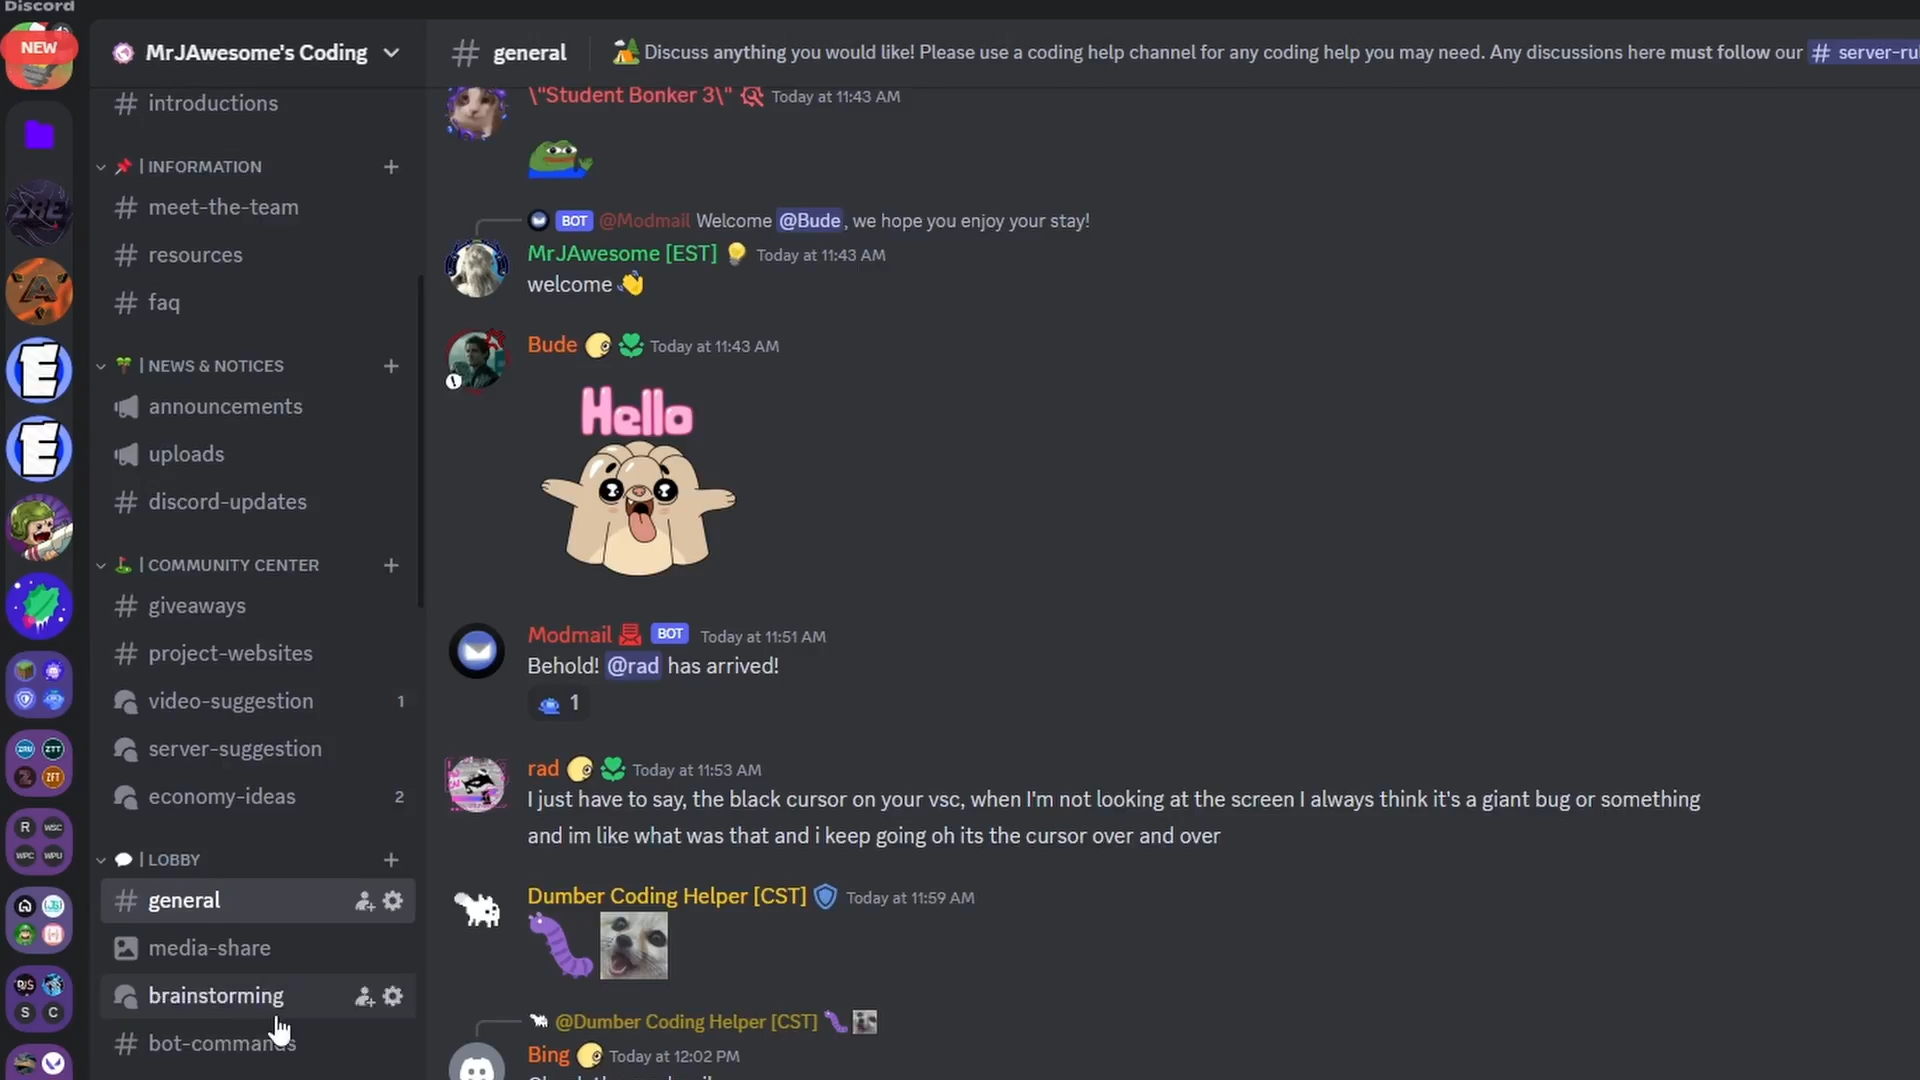 Discord
NEW
MrJAwesome's Coding
introductions
| INFORMATION
meet-the-team
resources
faq
| NEWS & NOTICES
announcements
uploads
discord-updates
| COMMUNITY CENTER
giveaways
project-websites
video-suggestion 1
server-suggestion
economy-ideas 2
| LOBBY
general
media-share
brainstorming
bot-commands
A
E
E
ZRU ZTT
Z ZFT
R WSC
WPC WPU
S C
# general
Discuss anything you would like! Please use a coding help channel for any coding help you may need. Any discussions here must follow our # server-ru
\"Student Bonker 3\" Today at 11:43 AM
BOT @Modmail Welcome @Bude, we hope you enjoy your stay!
MrJAwesome [EST] Today at 11:43 AM
welcome
Bude Today at 11:43 AM
Hello
Modmail BOT Today at 11:51 AM
Behold! @rad has arrived!
1
rad Today at 11:53 AM
I just have to say, the black cursor on your vsc, when I'm not looking at the screen I always think it's a giant bug or something
and im like what was that and i keep going oh its the cursor over and over
Dumber Coding Helper [CST] Today at 11:59 AM
@Dumber Coding Helper [CST]
Bing Today at 12:02 PM